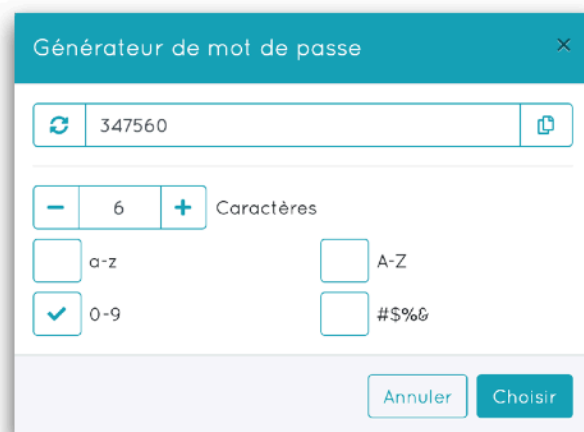 Générateur de mot de passe ×
347560
6 Caractères
a-z A-Z
0-9 #$%&
Annuler Choisir